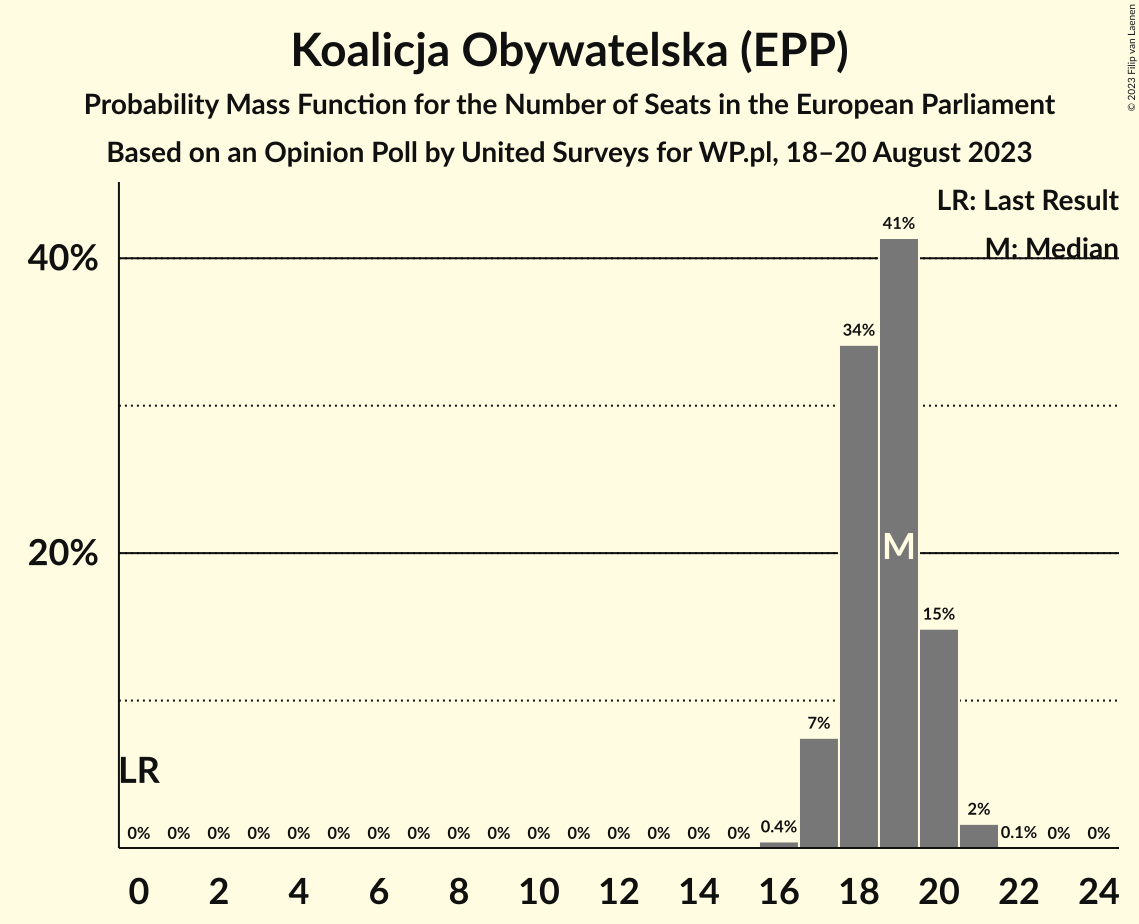 Koalicja Obywatelska (EPP)
Probability Mass Function for the Number of Seats in the European Parliament
Based on an Opinion Poll by United Surveys for WP.pl, 18–20 August 2023
© 2023 Filip van Laenen
LR: Last Result
M: Median
40%
20%
41%
34%
M
15%
7%
LR
2%
0% 0% 0% 0% 0% 0% 0% 0% 0% 0% 0% 0% 0% 0% 0% 0% 0.4% 0.1% 0% 0%
0 2 4 6 8 10 12 14 16 18 20 22 24